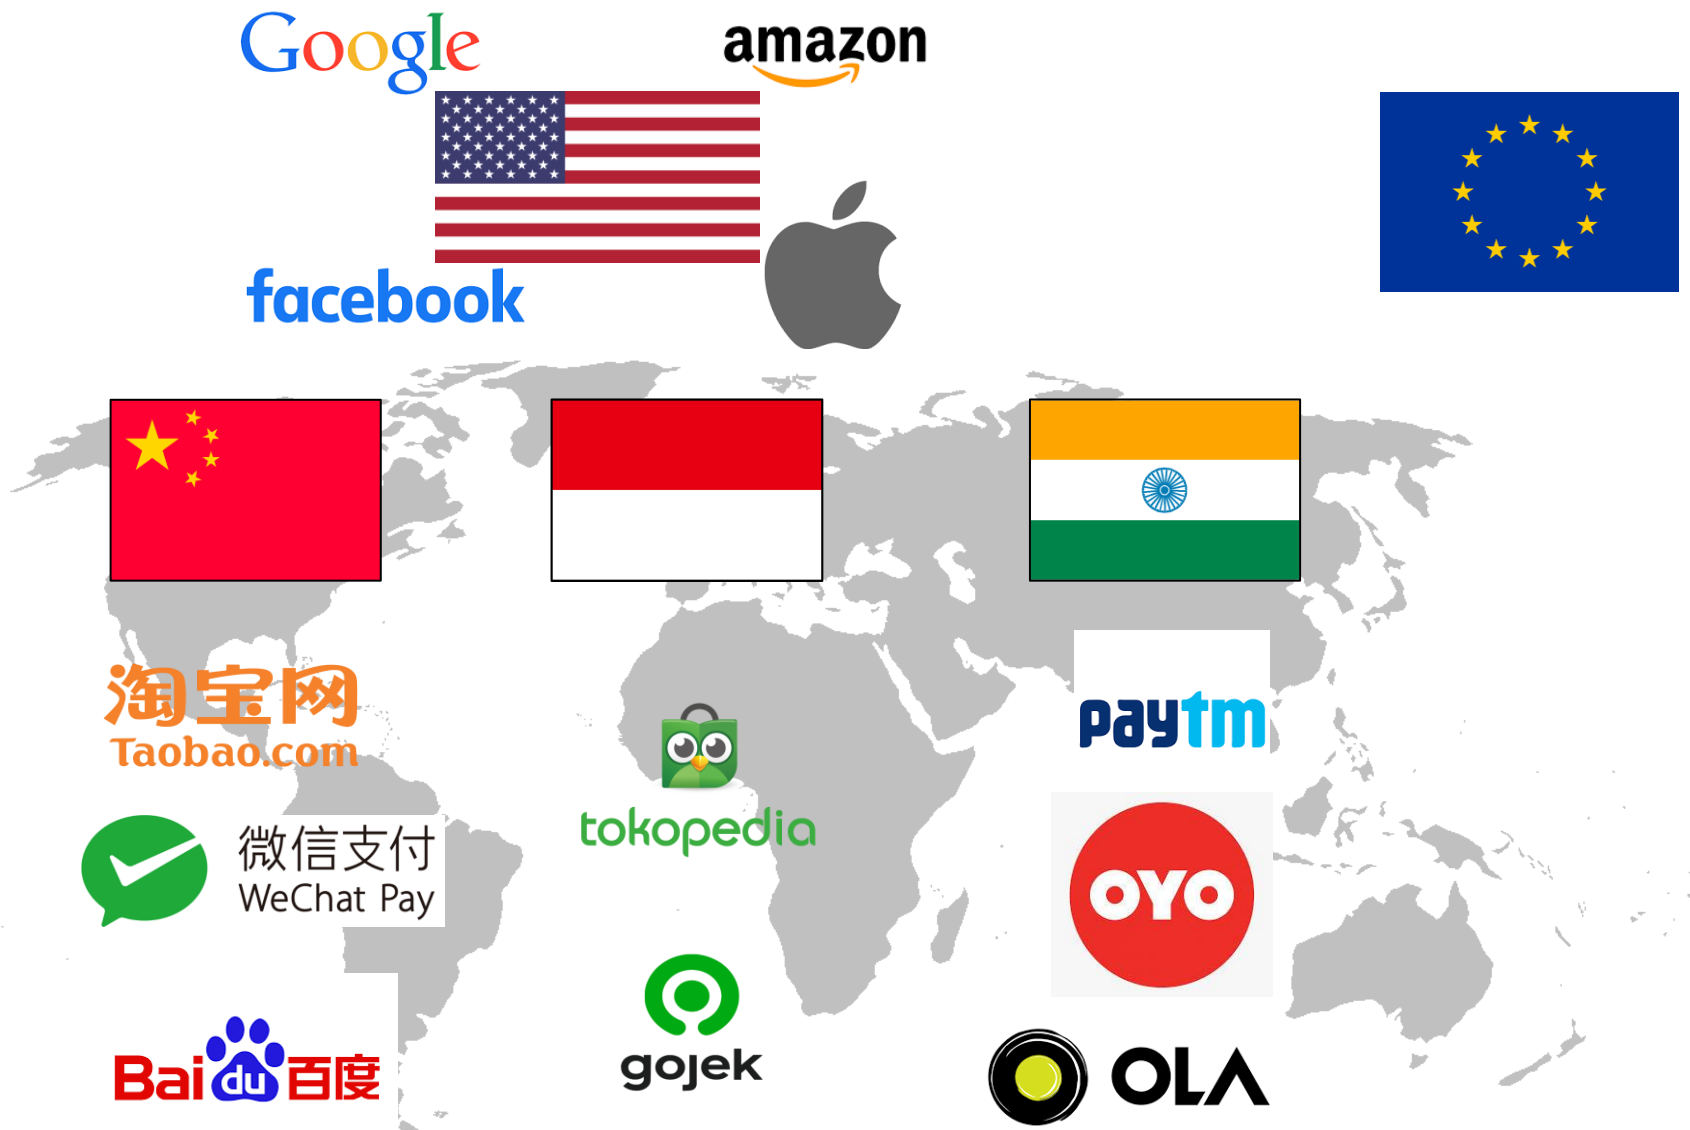 Google
amazon
facebook
淘宝网
Taobao.com
微信支付
WeChat Pay
Bai du 百度
tokopedia
gojek
paytm
OYO
OLA